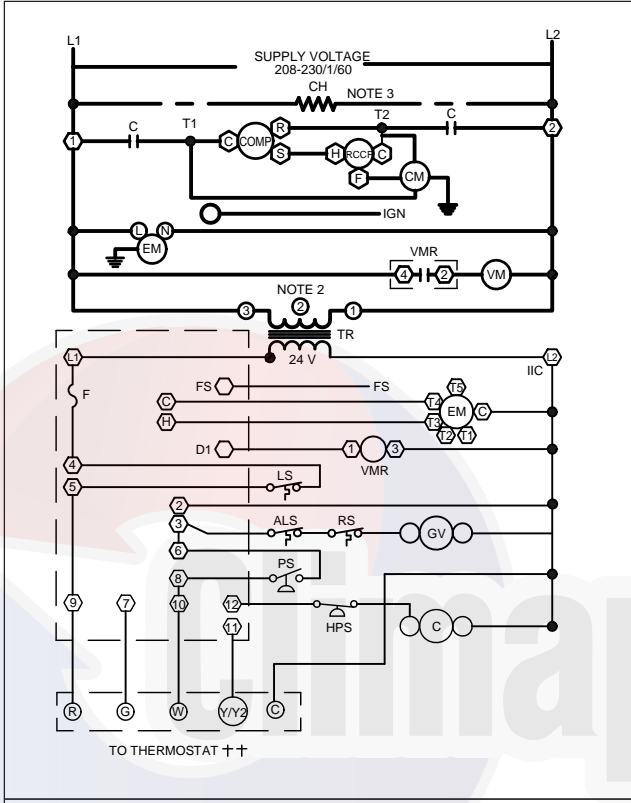 L1 L2
SUPPLY VOLTAGE
208-230/1/60
CH NOTE 3
C T1 T2 C
1 C COMP R S H RCCF C 2
F CM
IGN
L N
EM
VMR
4 2 VM
NOTE 2
3 2 1
TR
L1 24 V L2
IIC
F FS FS T5
C T4 EM C
H T3
T2 T1
D1 1 3
VMR
4 LS
5
2
3 ALS RS GV
6
PS
8
9 7 10 12
HPS C
11
R G W Y/Y2 C
TO THERMOSTAT ††
Climap